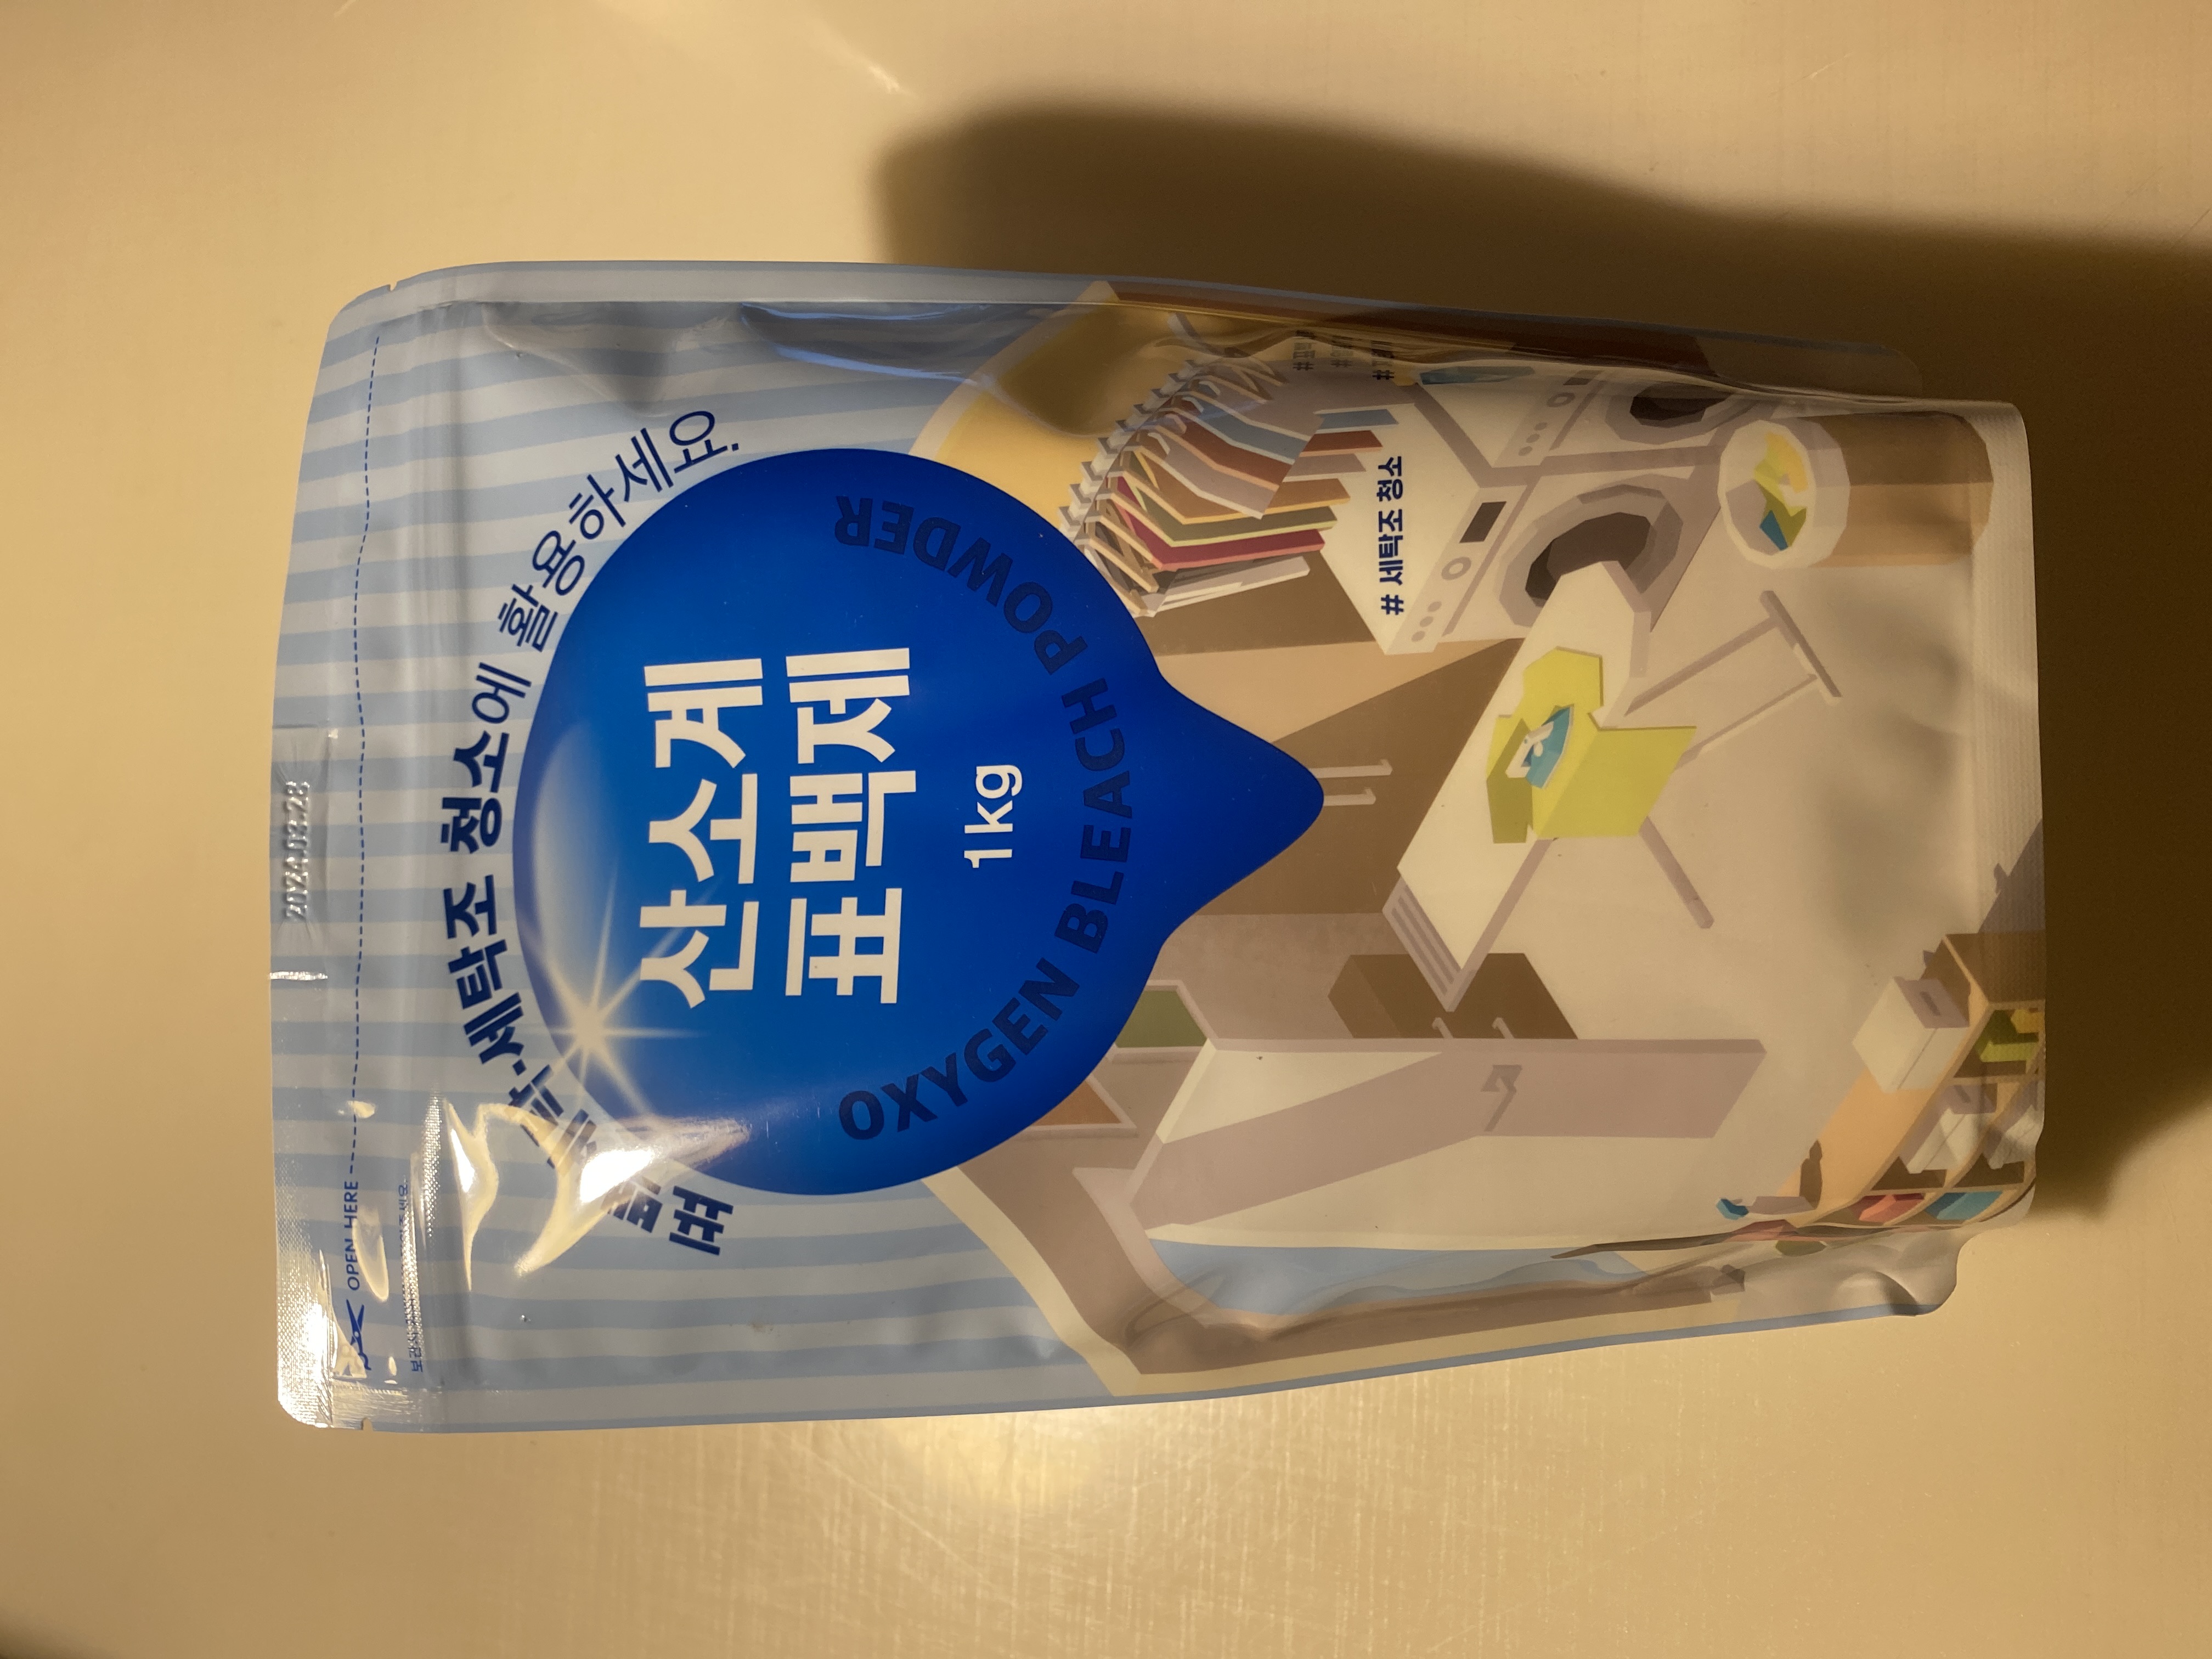 2024.03.28
OPEN HERE
세탁조 청소에 활용하세요.
산소계
표백제
1kg
OXYGEN BLEACH POWDER
# 세탁조 청소